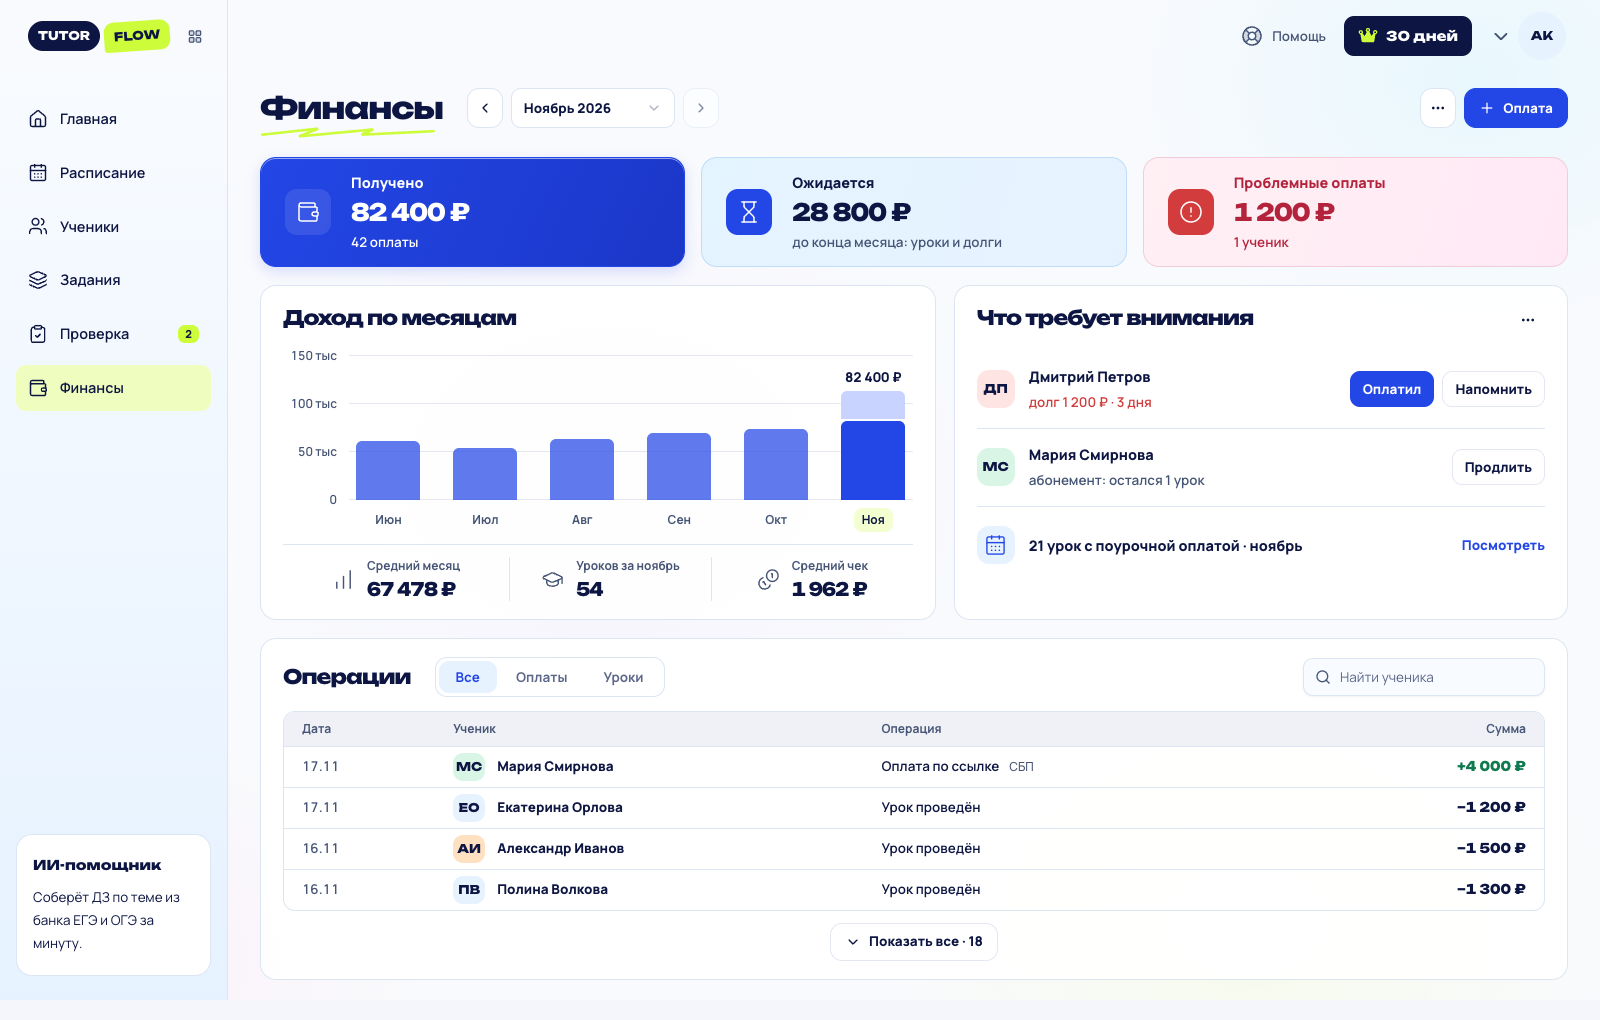 TUTOR FLOW
Помощь
30 дней
АК
Главная
Расписание
Ученики
Задания
Проверка 2
Финансы
ИИ-помощник
Соберёт ДЗ по теме из
банка ЕГЭ и ОГЭ за
минуту.
Финансы
Ноябрь 2026
Оплата
Получено
82 400 ₽
42 оплаты
Ожидается
28 800 ₽
до конца месяца: уроки и долги
Проблемные оплаты
1 200 ₽
1 ученик
Доход по месяцам
150 тыс
100 тыс
50 тыс
0
82 400 ₽
Июн Июл Авг Сен Окт Ноя
Средний месяц
67 478 ₽
Уроков за ноябрь
54
Средний чек
1 962 ₽
Что требует внимания
ДП
Дмитрий Петров
долг 1 200 ₽ · 3 дня
Оплатил
Напомнить
МС
Мария Смирнова
абонемент: остался 1 урок
Продлить
21 урок с поурочной оплатой · ноябрь
Посмотреть
Операции
Все Оплаты Уроки
Найти ученика
Дата Ученик Операция Сумма
17.11 МС Мария Смирнова Оплата по ссылке СБП +4 000 ₽
17.11 ЕО Екатерина Орлова Урок проведён −1 200 ₽
16.11 АИ Александр Иванов Урок проведён −1 500 ₽
16.11 ПВ Полина Волкова Урок проведён −1 300 ₽
Показать все · 18